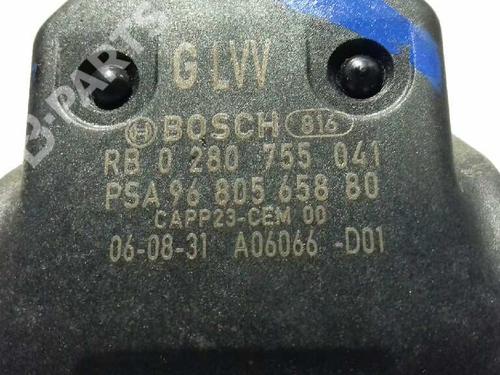 G LVV
BOSCH 816
RB 0 280 755 041
PSA 96 805 658 80
CAPP23-CEM 00
06-08-31 A06066 -D01
B-PARTS